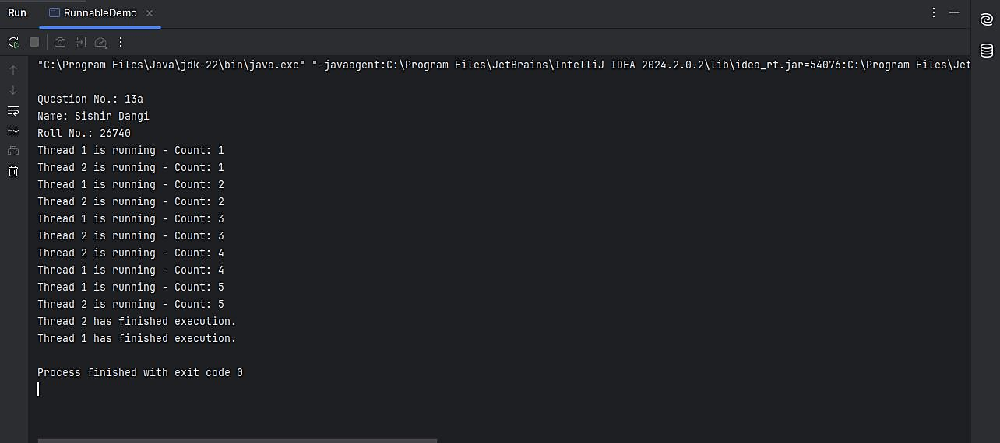 Run RunnableDemo
"C:\Program Files\Java\jdk-22\bin\java.exe" "-javaagent:C:\Program Files\JetBrains\IntelliJ IDEA 2024.2.0.2\lib\idea_rt.jar=54076:C:\Program Files\Jet
Question No.: 13a
Name: Sishir Dangi
Roll No.: 26740
Thread 1 is running - Count: 1
Thread 2 is running - Count: 1
Thread 1 is running - Count: 2
Thread 2 is running - Count: 2
Thread 1 is running - Count: 3
Thread 2 is running - Count: 3
Thread 2 is running - Count: 4
Thread 1 is running - Count: 4
Thread 1 is running - Count: 5
Thread 2 is running - Count: 5
Thread 2 has finished execution.
Thread 1 has finished execution.
Process finished with exit code 0